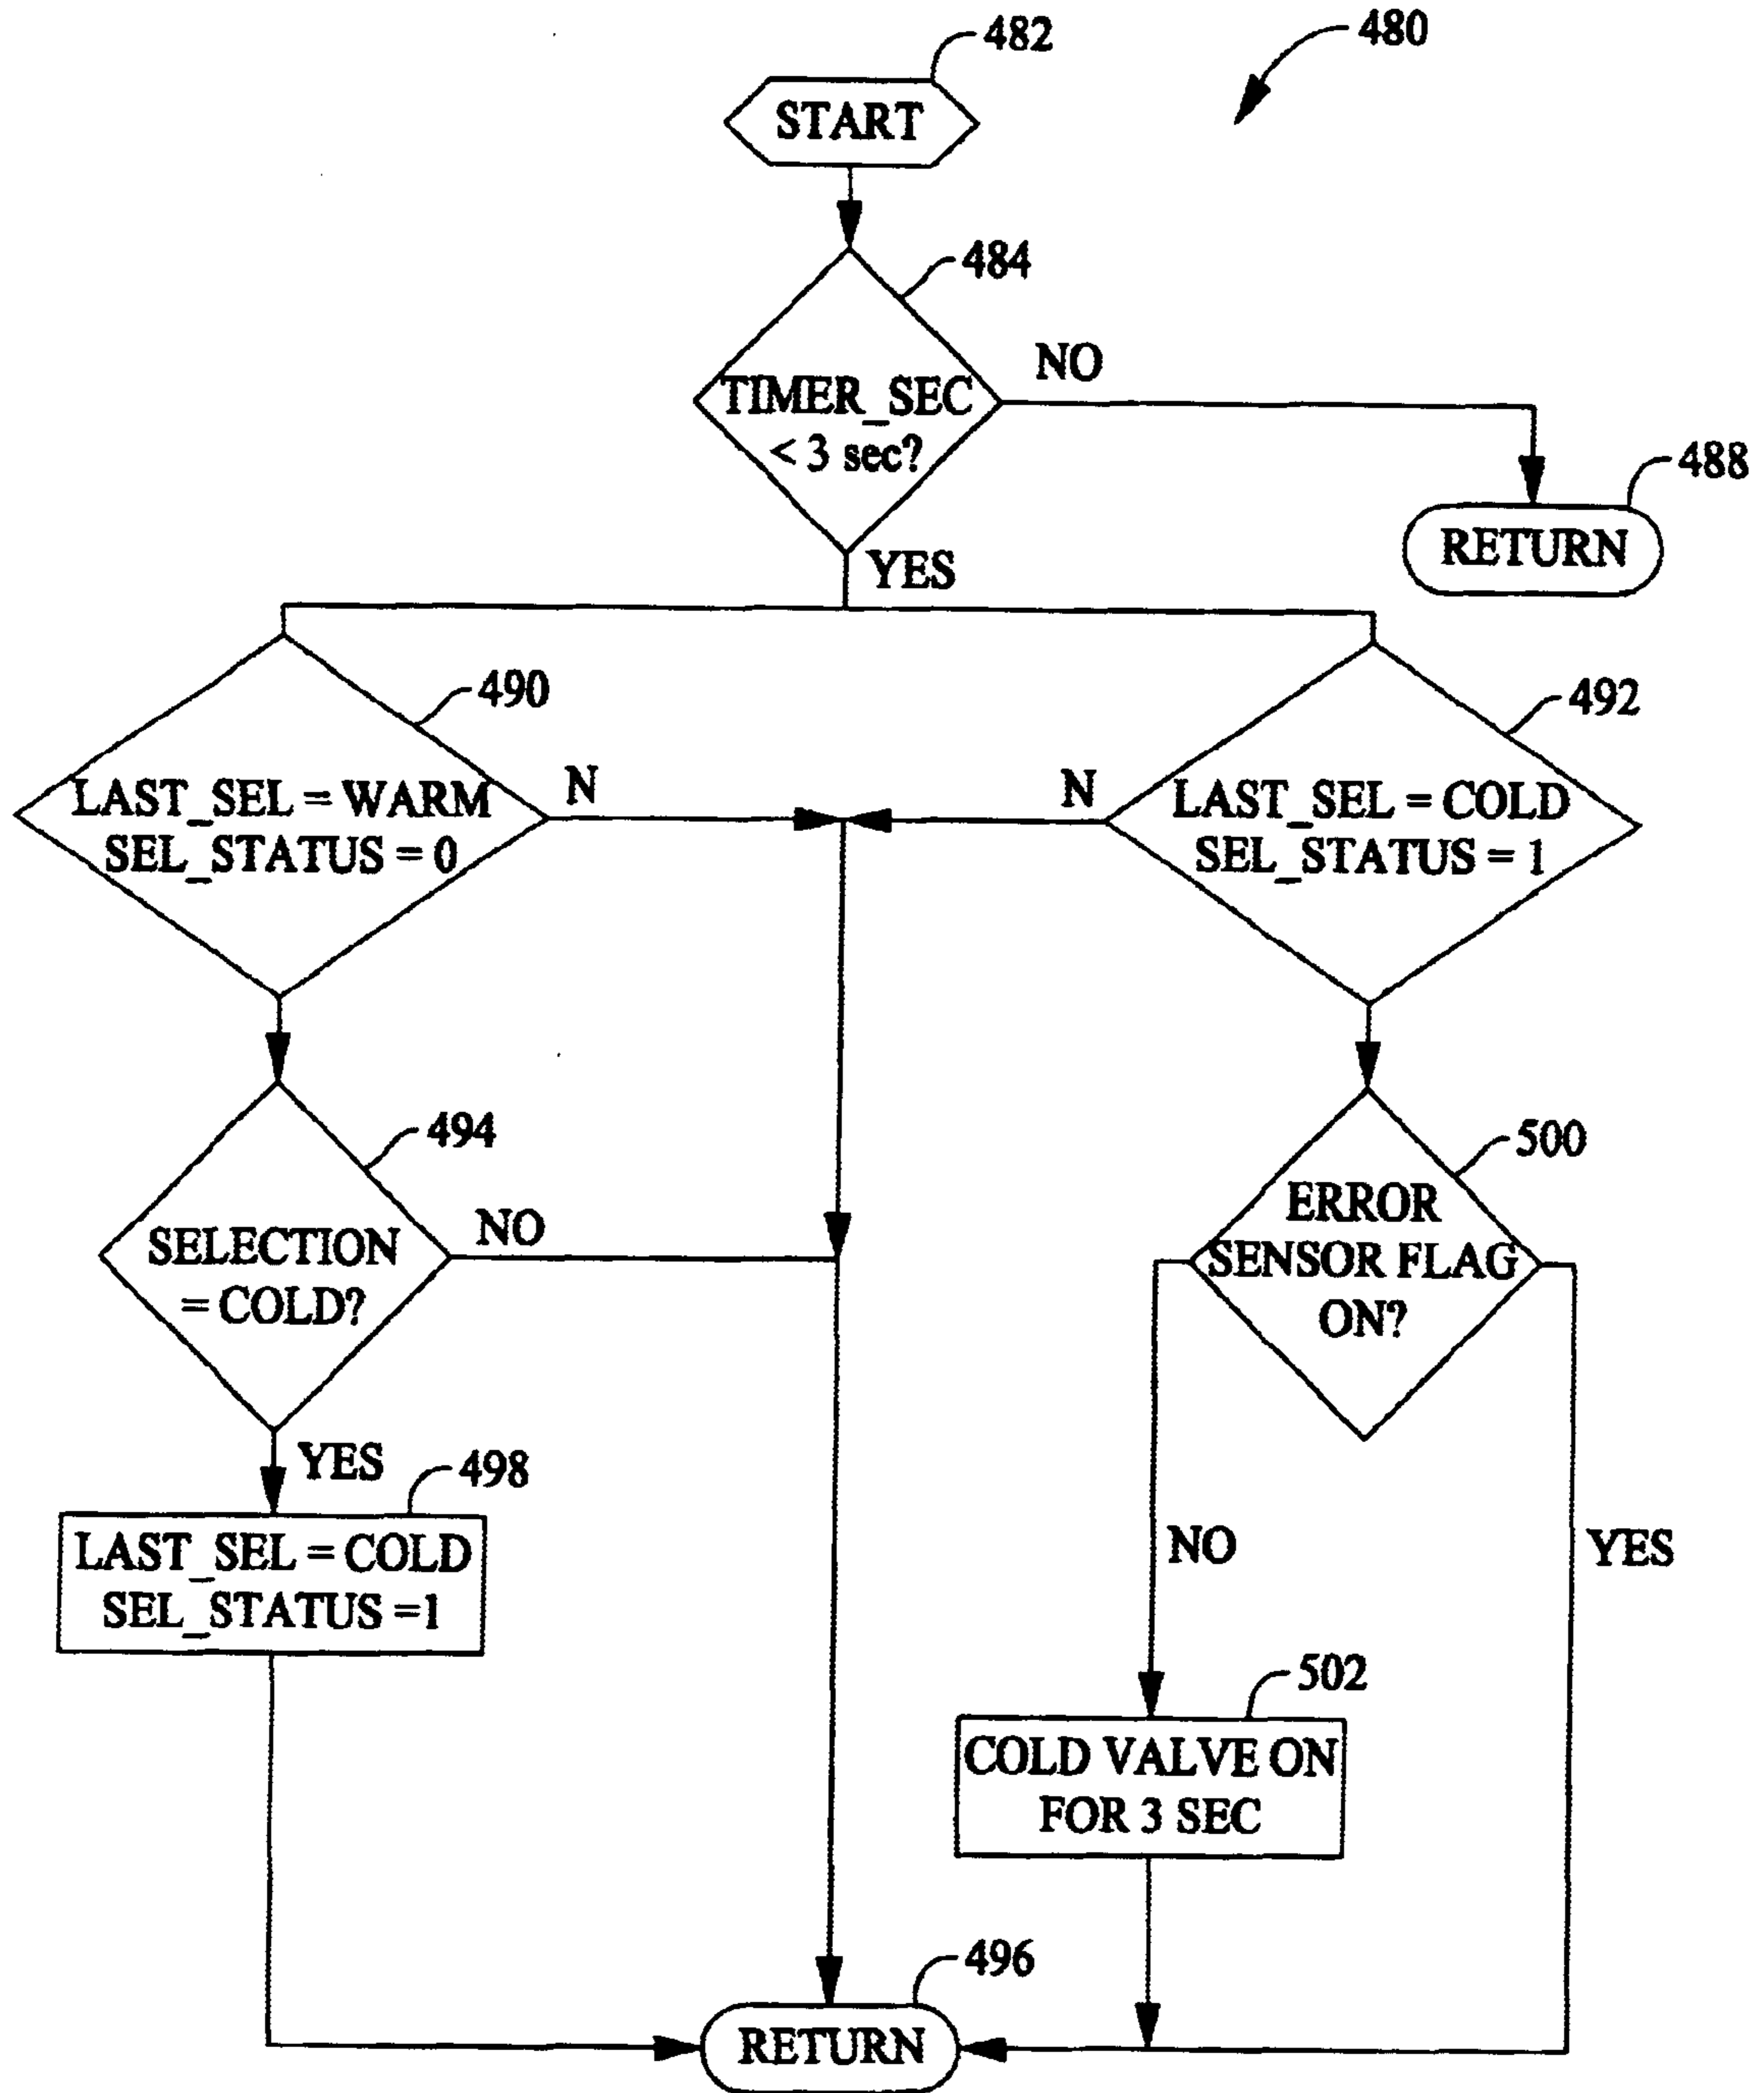 482
480
START
484
NO
TIMER_SEC
< 3 sec?
488
RETURN
YES
490
492
LAST_SEL = WARM
SEL_STATUS = 0
N
N
LAST_SEL = COLD
SEL_STATUS = 1
494
500
SELECTION
= COLD?
NO
ERROR
SENSOR FLAG
ON?
YES
498
LAST_SEL = COLD
SEL_STATUS =1
NO
YES
502
COLD VALVE ON
FOR 3 SEC
496
RETURN